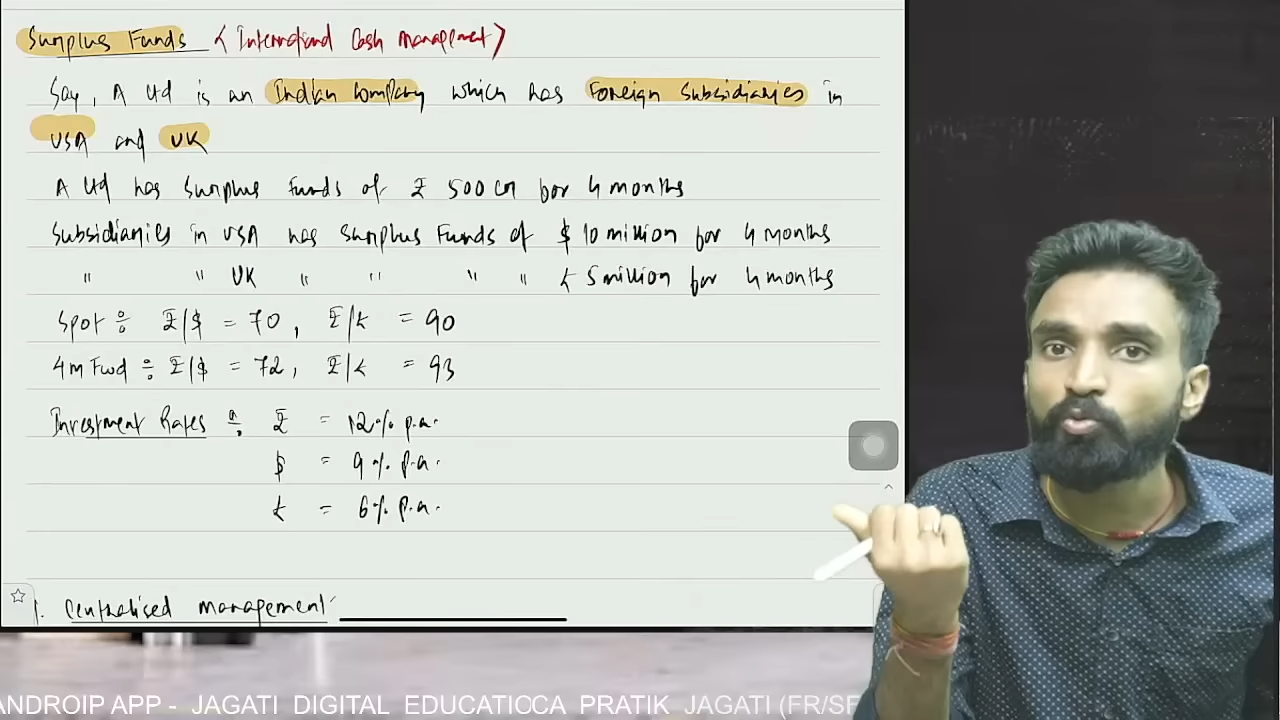 Surplus Funds (International Cash Management)
Say, A Ltd is an Indian Company which has Foreign Subsidiaries in
USA and UK
A Ltd has Surplus Funds of ₹ 500 cr for 4 months
Subsidiaries in USA has Surplus Funds of $ 10 million for 4 months
" " UK " " " " £ 5 million for 4 months
Spot : ₹/$ = 70, ₹/£ = 90
4m Fwd : ₹/$ = 72, ₹/£ = 93
Investment Rates : ₹ = 12% p.a.
$ = 9% p.a.
£ = 6% p.a.
1. Centralised management
ANDROIP APP - JAGATI DIGITAL EDUCATIOCA PRATIK JAGATI (FR/SF